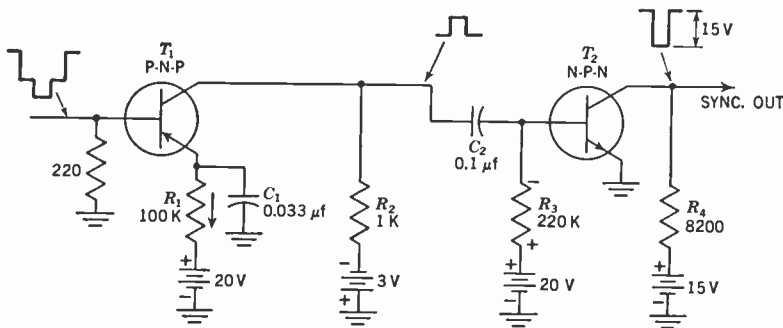 T₁
P-N-P
220
R₁
100 K
C₁
0.033 μf
+
-
20 V
R₂
1 K
-
+
3 V
C₂
0.1 μf
-
R₃
220 K
+
+
-
20 V
T₂
N-P-N
15 V
SYNC. OUT
R₄
8200
+
-
15 V